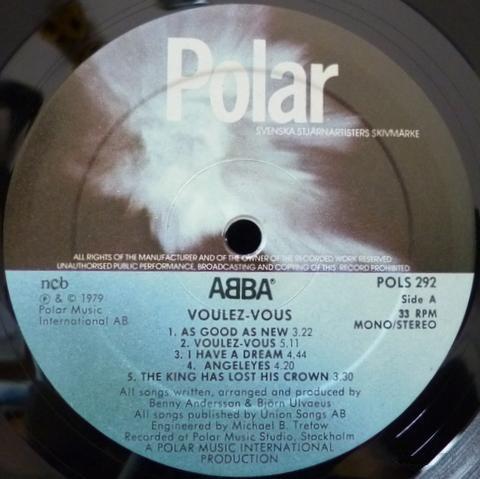 Polar
SVENSKA STJÄRNARTISTERS SKIVMÄRKE
ALL RIGHTS OF THE MANUFACTURER AND OF THE OWNER OF THE RECORDED WORK RESERVED
UNAUTHORISED PUBLIC PERFORMANCE, BROADCASTING AND COPYING OF THIS RECORD PROHIBITED
ncb
℗ & © 1979
Polar Music
International AB
ABBA®
VOULEZ-VOUS
POLS 292
Side A
33 RPM
MONO/STEREO
1. AS GOOD AS NEW 3.22
2. VOULEZ-VOUS 5.11
3. I HAVE A DREAM 4.44
4. ANGELEYES 4.20
5. THE KING HAS LOST HIS CROWN 3.30
All songs written, arranged and produced by
Benny Andersson & Björn Ulvaeus
All songs published by Union Songs AB
Engineered by Michael B. Tretow
Recorded at Polar Music Studio, Stockholm
A POLAR MUSIC INTERNATIONAL
PRODUCTION